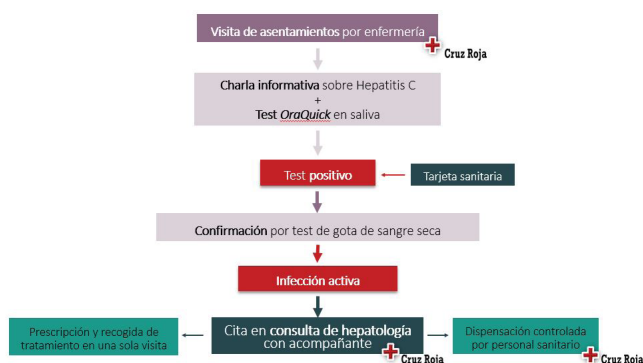 Visita de asentamientos por enfermería
Cruz Roja
Charla informativa sobre Hepatitis C
+
Test OraQuick en saliva
Test positivo
Tarjeta sanitaria
Confirmación por test de gota de sangre seca
Infección activa
Prescripción y recogida de
tratamiento en una sola visita
Cita en consulta de hepatología
con acompañante
Cruz Roja
Dispensación controlada
por personal sanitario
Cruz Roja